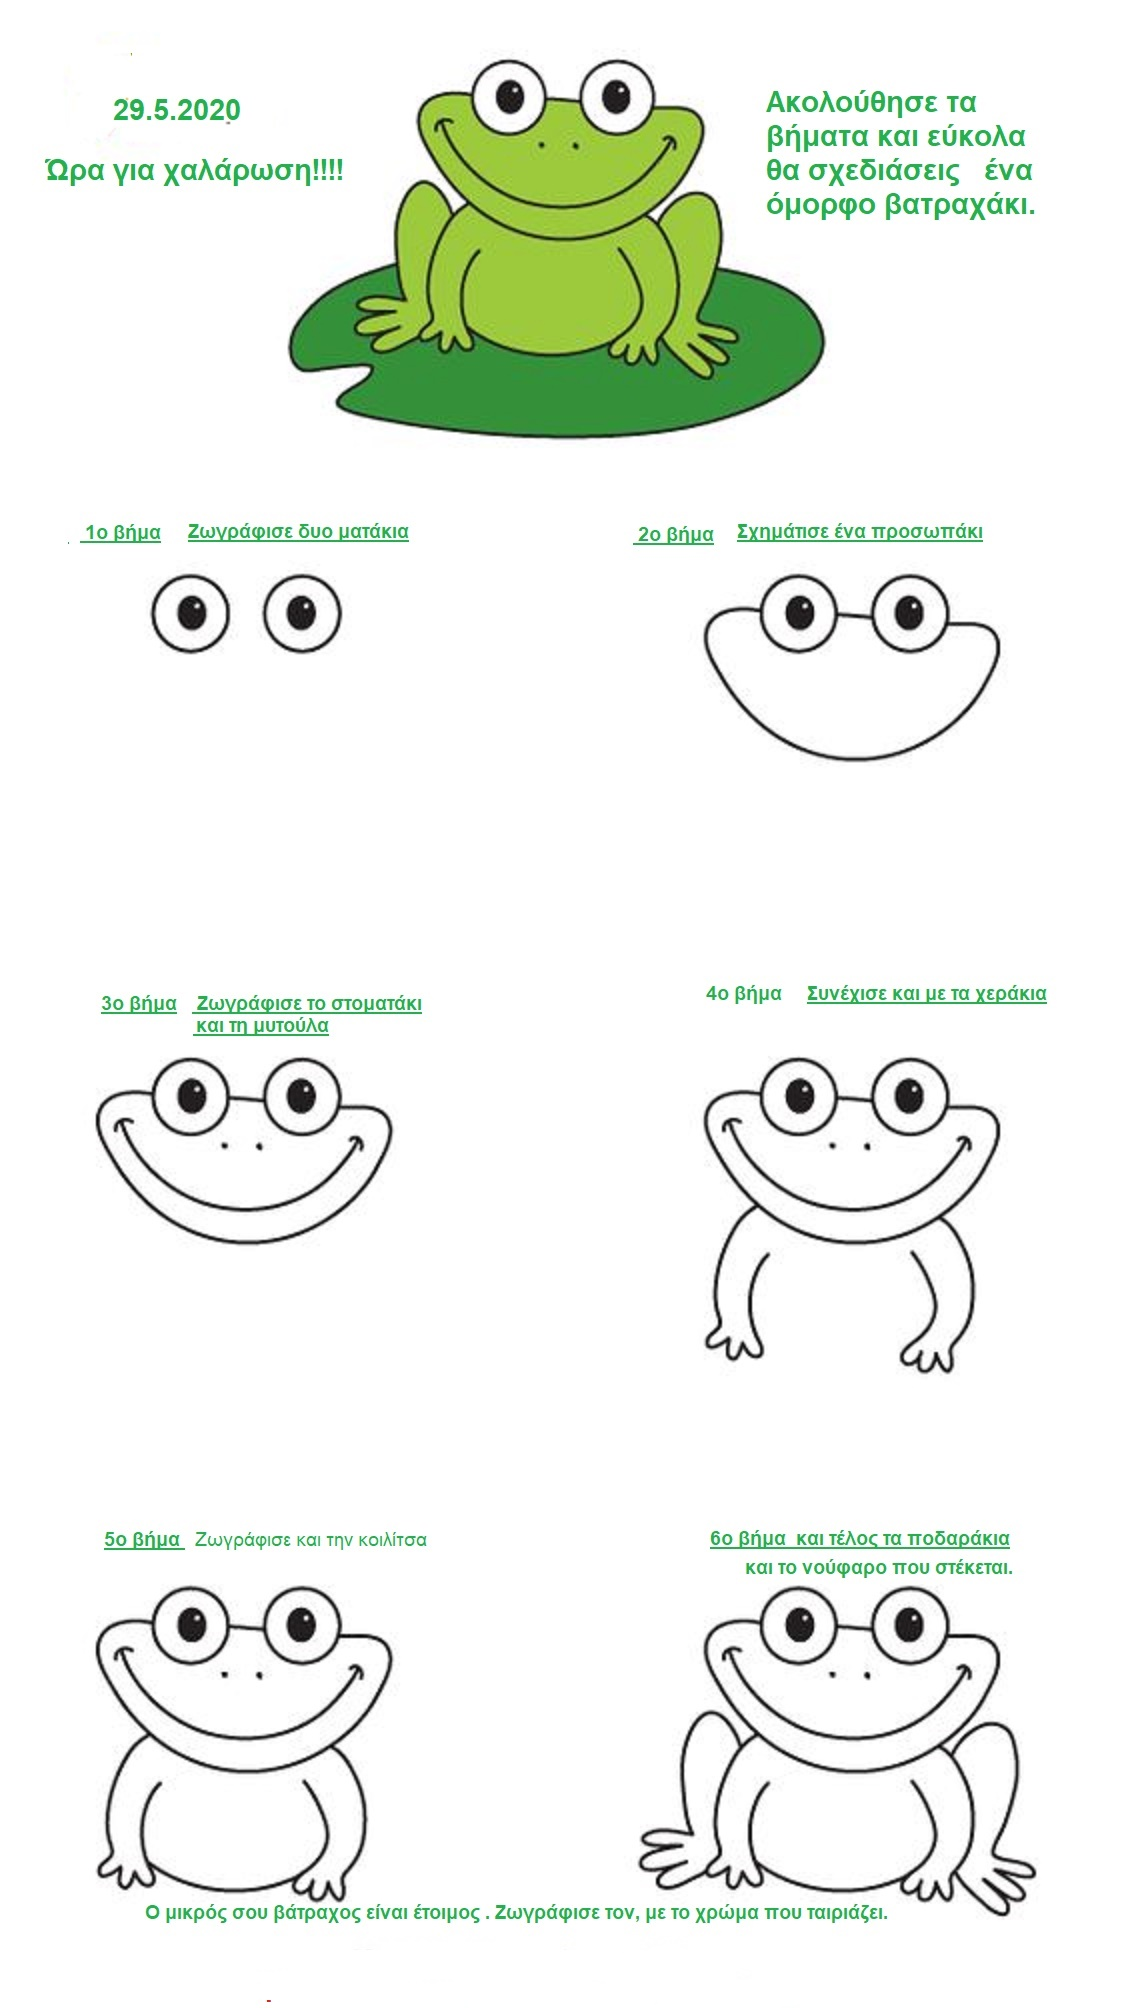 29.5.2020
Ώρα για χαλάρωση!!!!
Ακολούθησε τα
βήματα και εύκολα
θα σχεδιάσεις ένα
όμορφο βατραχάκι.
1ο βήμα Ζωγράφισε δυο ματάκια
2ο βήμα Σχημάτισε ένα προσωπάκι
3ο βήμα Ζωγράφισε το στοματάκι
και τη μυτούλα
4ο βήμα Συνέχισε και με τα χεράκια
5ο βήμα Ζωγράφισε και την κοιλίτσα
6ο βήμα και τέλος τα ποδαράκια
και το νούφαρο που στέκεται.
Ο μικρός σου βάτραχος είναι έτοιμος . Ζωγράφισε τον, με το χρώμα που ταιριάζει.